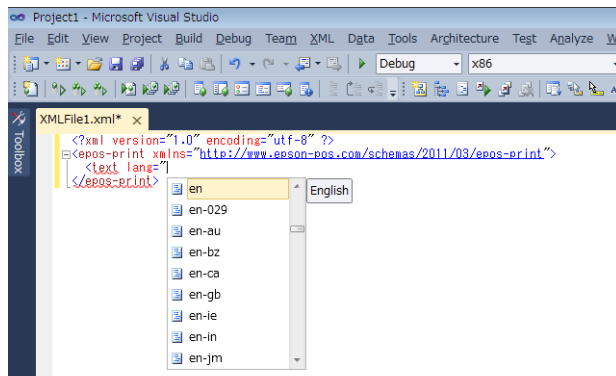 Project1 - Microsoft Visual Studio
File Edit View Project Build Debug Team XML Data Tools Architecture Test Analyze W
Debug x86
Toolbox
XMLFile1.xml* ×
<?xml version="1.0" encoding="utf-8" ?>
<epos-print xmlns="http://www.epson-pos.com/schemas/2011/03/epos-print">
<text lang="
</epos-print>
en English
en-029
en-au
en-bz
en-ca
en-gb
en-ie
en-in
en-jm